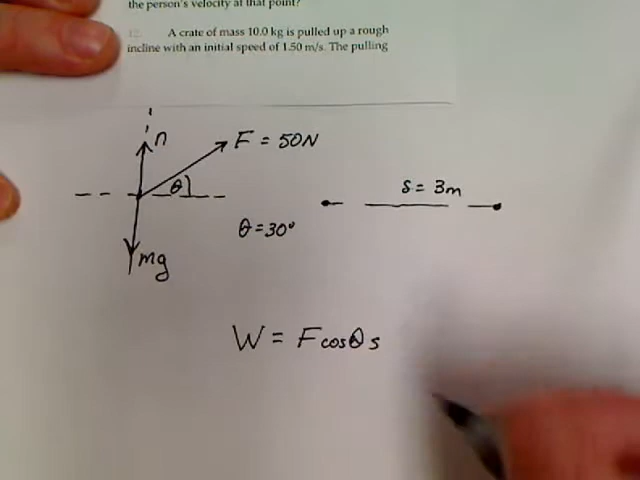 the person's velocity at that point?
12. A crate of mass 10.0 kg is pulled up a rough
incline with an initial speed of 1.50 m/s. The pulling
n
F = 50N
θ
s = 3m
θ = 30°
mg
W = F cosθ s